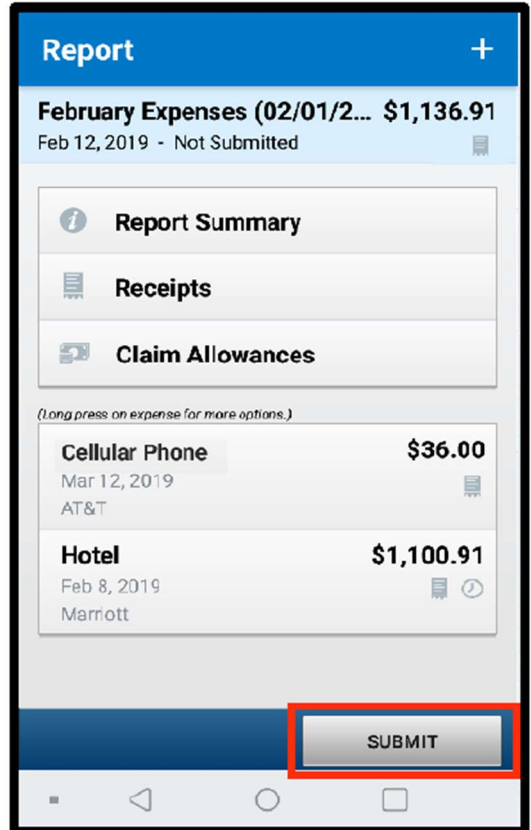 Report +
February Expenses (02/01/2... $1,136.91
Feb 12, 2019 - Not Submitted
Report Summary
Receipts
Claim Allowances
(Long press on expense for more options.)
Cellular Phone $36.00
Mar 12, 2019
AT&T
Hotel $1,100.91
Feb 8, 2019
Marriott
SUBMIT